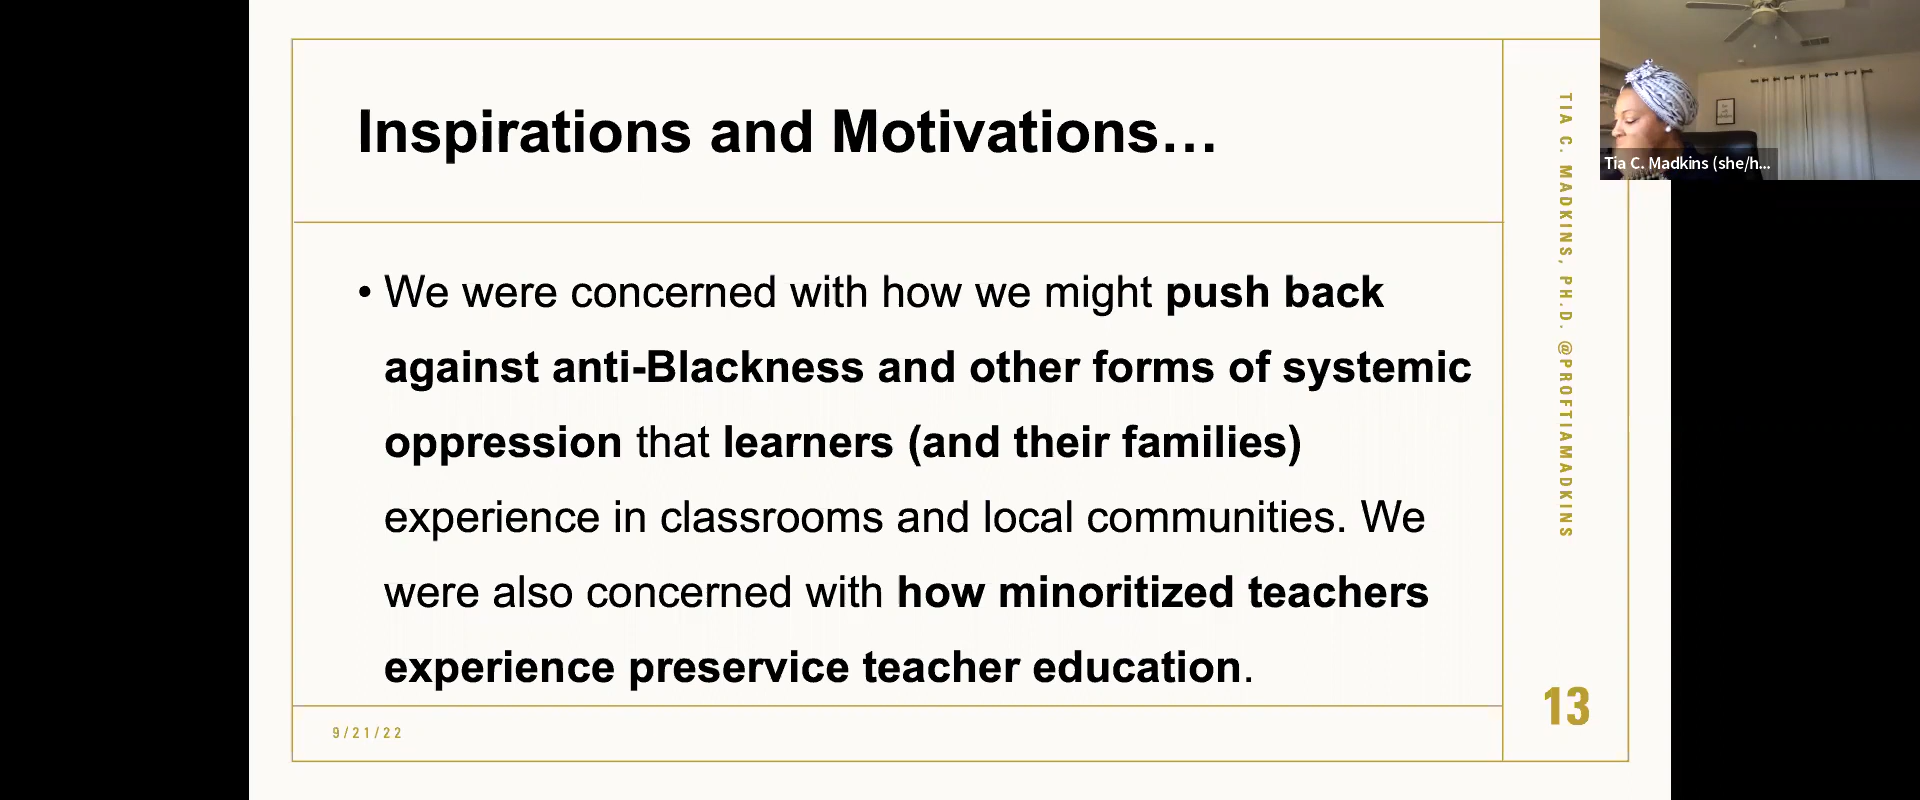 Inspirations and Motivations…
• We were concerned with how we might push back
against anti-Blackness and other forms of systemic
oppression that learners (and their families)
experience in classrooms and local communities. We
were also concerned with how minoritized teachers
experience preservice teacher education.
9/21/22
TIA C. MADKINS, PH.D. @PROFTIAMADKINS
13
Tia C. Madkins (she/h...